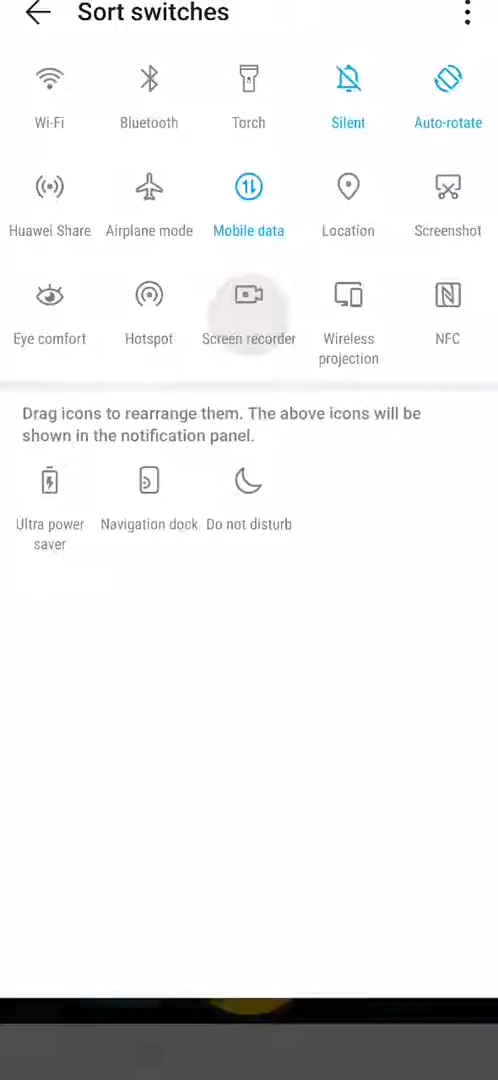 Sort switches
Wi-Fi Bluetooth Torch Silent Auto-rotate
Huawei Share Airplane mode Mobile data Location Screenshot
Eye comfort Hotspot Screen recorder Wireless projection NFC
Drag icons to rearrange them. The above icons will be
shown in the notification panel.
Ultra power saver Navigation dock Do not disturb